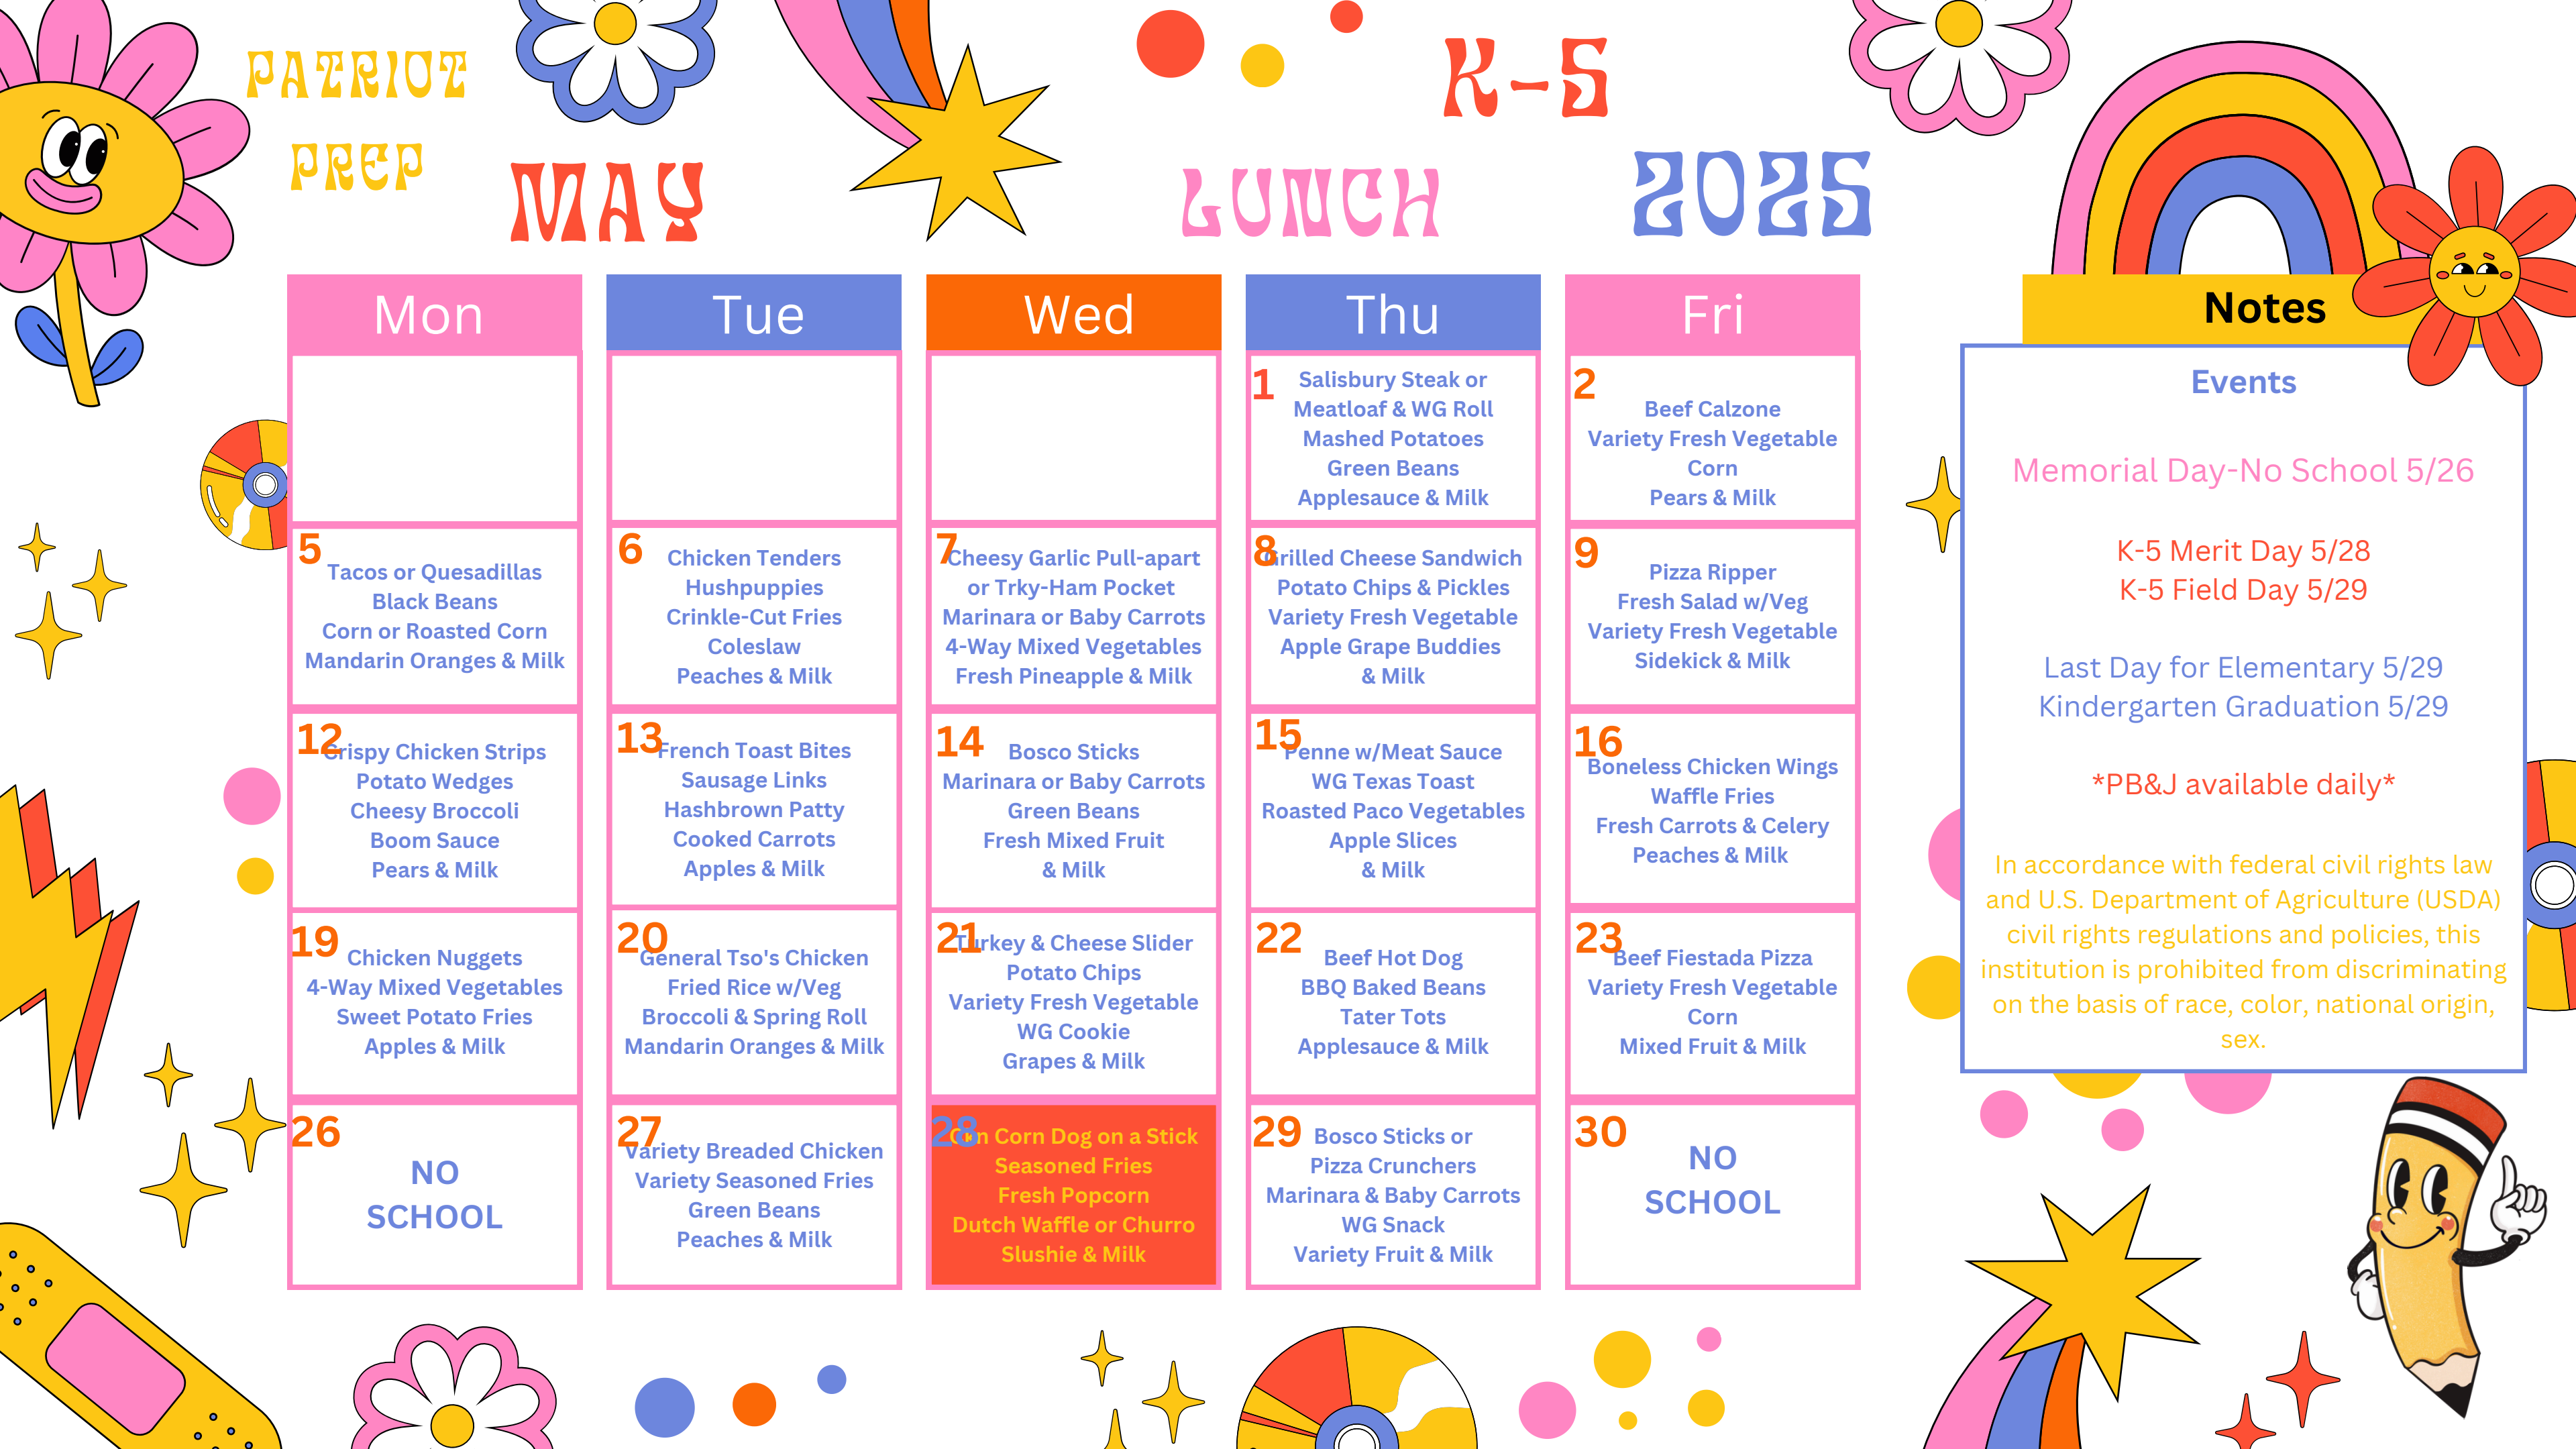 PATRIOT
PREP
MAY
K-5
LUNCH
2025
Mon
Tue
Wed
Thu
Fri
1
Salisbury Steak or
Meatloaf & WG Roll
Mashed Potatoes
Green Beans
Applesauce & Milk
2
Beef Calzone
Variety Fresh Vegetable
Corn
Pears & Milk
5
Tacos or Quesadillas
Black Beans
Corn or Roasted Corn
Mandarin Oranges & Milk
6
Chicken Tenders
Hushpuppies
Crinkle-Cut Fries
Coleslaw
Peaches & Milk
7
Cheesy Garlic Pull-apart
or Trky-Ham Pocket
Marinara or Baby Carrots
4-Way Mixed Vegetables
Fresh Pineapple & Milk
8
Grilled Cheese Sandwich
Potato Chips & Pickles
Variety Fresh Vegetable
Apple Grape Buddies
& Milk
9
Pizza Ripper
Fresh Salad w/Veg
Variety Fresh Vegetable
Sidekick & Milk
12
Crispy Chicken Strips
Potato Wedges
Cheesy Broccoli
Boom Sauce
Pears & Milk
13
French Toast Bites
Sausage Links
Hashbrown Patty
Cooked Carrots
Apples & Milk
14
Bosco Sticks
Marinara or Baby Carrots
Green Beans
Fresh Mixed Fruit
& Milk
15
Penne w/Meat Sauce
WG Texas Toast
Roasted Paco Vegetables
Apple Slices
& Milk
16
Boneless Chicken Wings
Waffle Fries
Fresh Carrots & Celery
Peaches & Milk
19
Chicken Nuggets
4-Way Mixed Vegetables
Sweet Potato Fries
Apples & Milk
20
General Tso's Chicken
Fried Rice w/Veg
Broccoli & Spring Roll
Mandarin Oranges & Milk
21
Turkey & Cheese Slider
Potato Chips
Variety Fresh Vegetable
WG Cookie
Grapes & Milk
22
Beef Hot Dog
BBQ Baked Beans
Tater Tots
Applesauce & Milk
23
Beef Fiestada Pizza
Variety Fresh Vegetable
Corn
Mixed Fruit & Milk
26
NO
SCHOOL
27
Variety Breaded Chicken
Variety Seasoned Fries
Green Beans
Peaches & Milk
28
Corn Dog on a Stick
Seasoned Fries
Fresh Popcorn
Dutch Waffle or Churro
Slushie & Milk
29
Bosco Sticks or
Pizza Crunchers
Marinara & Baby Carrots
WG Snack
Variety Fruit & Milk
30
NO
SCHOOL
Notes
Events
Memorial Day-No School 5/26
K-5 Merit Day 5/28
K-5 Field Day 5/29
Last Day for Elementary 5/29
Kindergarten Graduation 5/29
*PB&J available daily*
In accordance with federal civil rights law
and U.S. Department of Agriculture (USDA)
civil rights regulations and policies, this
institution is prohibited from discriminating
on the basis of race, color, national origin,
sex.